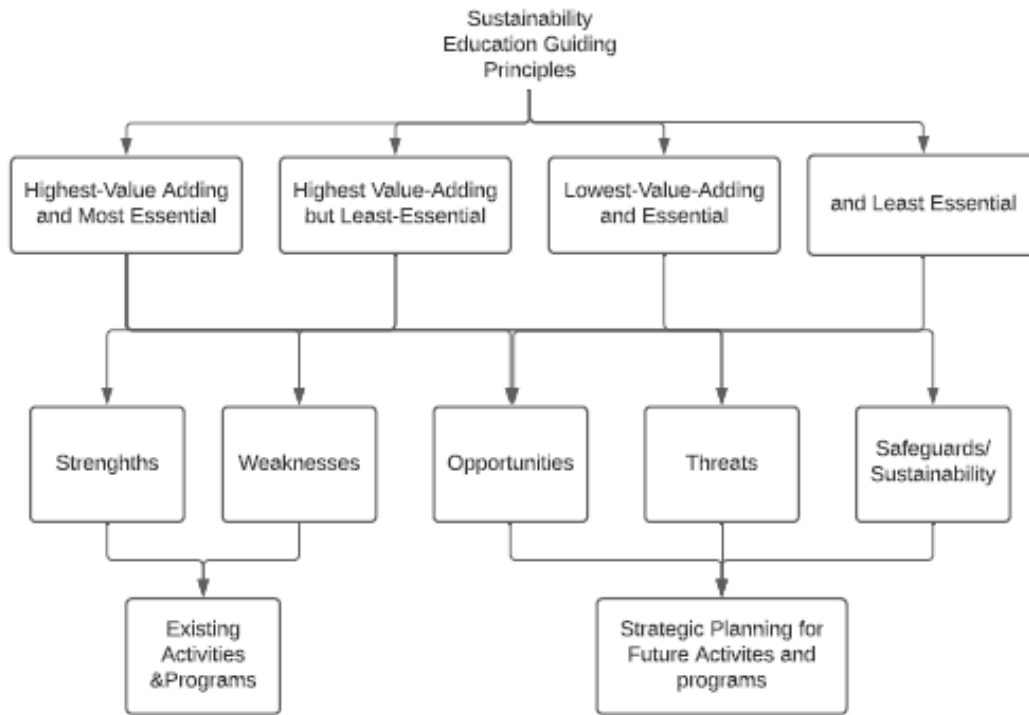 Sustainability
Education Guiding
Principles
Highest-Value Adding
and Most Essential
Highest Value-Adding
but Least-Essential
Lowest-Value-Adding
and Essential
and Least Essential
Strenghths
Weaknesses
Opportunities
Threats
Safeguards/
Sustainability
Existing
Activities
&Programs
Strategic Planning for
Future Activites and
programs